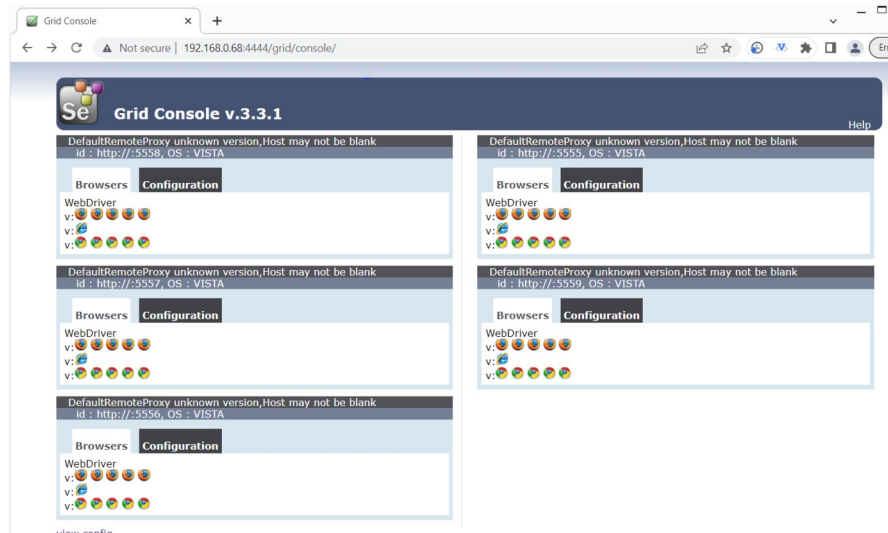 Grid Console
Not secure | 192.168.0.68:4444/grid/console/
Se
Grid Console v.3.3.1
Help
DefaultRemoteProxy unknown version,Host may not be blank
id : http://:5558, OS : VISTA
Browsers Configuration
WebDriver
v:
v:
v:
DefaultRemoteProxy unknown version,Host may not be blank
id : http://:5555, OS : VISTA
Browsers Configuration
WebDriver
v:
v:
v:
DefaultRemoteProxy unknown version,Host may not be blank
id : http://:5557, OS : VISTA
Browsers Configuration
WebDriver
v:
v:
v:
DefaultRemoteProxy unknown version,Host may not be blank
id : http://:5559, OS : VISTA
Browsers Configuration
WebDriver
v:
v:
v:
DefaultRemoteProxy unknown version,Host may not be blank
id : http://:5556, OS : VISTA
Browsers Configuration
WebDriver
v:
v:
v:
view config